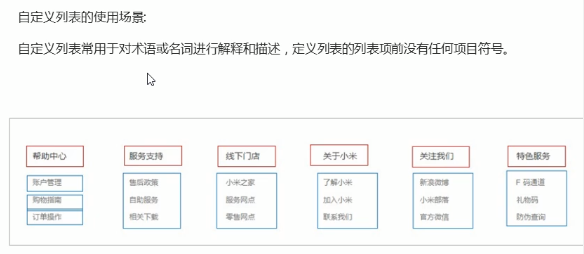 自定义列表的使用场景:
自定义列表常用于对术语或名词进行解释和描述，定义列表的列表项前没有任何项目符号。
帮助中心 服务支持 线下门店 关于小米 关注我们 特色服务
账户管理 售后政策 小米之家 了解小米 新浪微博 F 码通道
购物指南 自助服务 服务网点 加入小米 小米部落 礼物码
订单操作 相关下载 零售网点 联系我们 官方微信 防伪查询